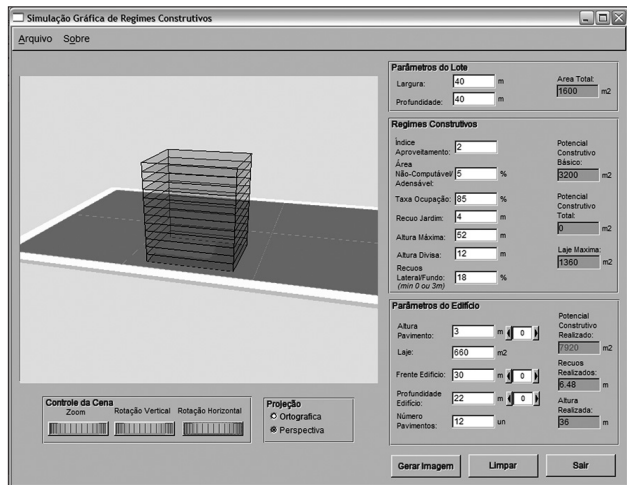 Simulação Gráfica de Regimes Construtivos
Arquivo Sobre
Parâmetros do Lote
Largura: 40 m
Profundidade: 40 m
Area Total:
1600 m2
Regimes Construtivos
Índice
Aproveitamento: 2
Área
Não-Computável/ 5 %
Adensável:
Taxa Ocupação: 85 %
Recuo Jardim: 4 m
Altura Máxima: 52 m
Altura Divisa: 12 m
Recuos
Lateral/Fundo: 18 %
(min 0 ou 3m)
Potencial
Construtivo
Básico:
3200 m2
Potencial
Construtivo
Total:
0 m2
Laje Maxima:
1360 m2
Parâmetros do Edifício
Altura
Pavimento: 3 m 0
Laje: 660 m2
Frente Edifício: 30 m 0
Profundidade
Edifício: 22 m 0
Número
Pavimentos: 12 un
Potencial
Construtivo
Realizado:
7920 m2
Recuos
Realizados:
6.48 m
Altura
Realizada:
36 m
Controle da Cena
Zoom Rotação Vertical Rotação Horizontal
Projeção
Ortografica
Perspectiva
Gerar Imagem Limpar Sair